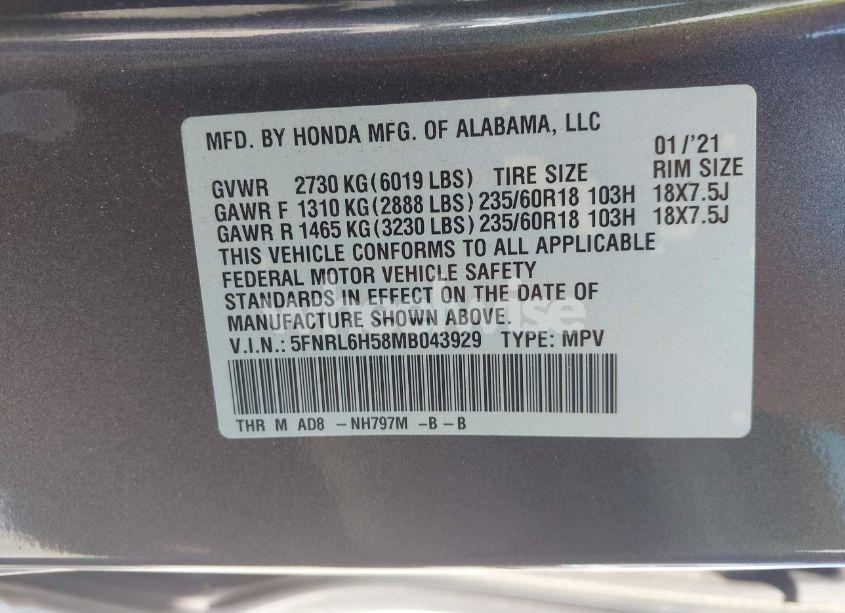 MFD. BY HONDA MFG. OF ALABAMA, LLC
01/'21
GVWR 2730 KG(6019 LBS) TIRE SIZE RIM SIZE
GAWR F 1310 KG(2888 LBS)235/60R18 103H 18X7.5J
GAWR R 1465 KG(3230 LBS)235/60R18 103H 18X7.5J
THIS VEHICLE CONFORMS TO ALL APPLICABLE
FEDERAL MOTOR VEHICLE SAFETY
STANDARDS IN EFFECT ON THE DATE OF
MANUFACTURE SHOWN ABOVE.
V.I.N.: 5FNRL6H58MB043929 TYPE: MPV
THR M AD8 -NH797M -B-B